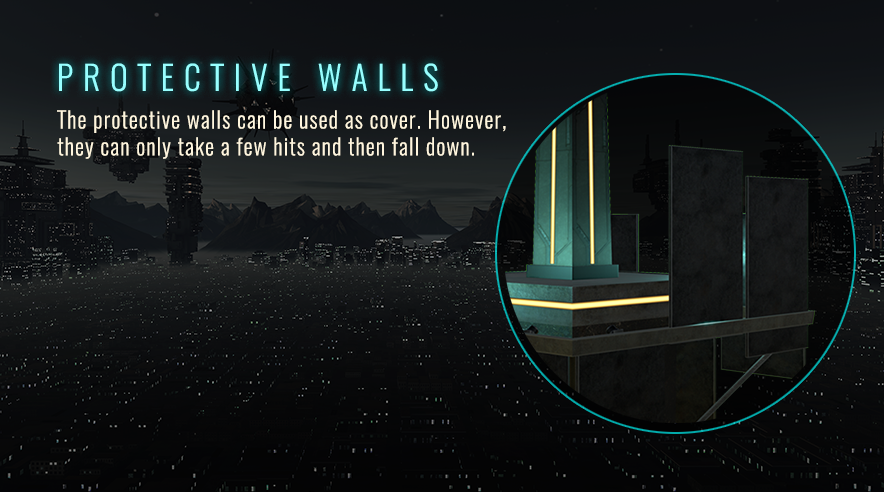 PROTECTIVE WALLS
The protective walls can be used as cover. However,
they can only take a few hits and then fall down.